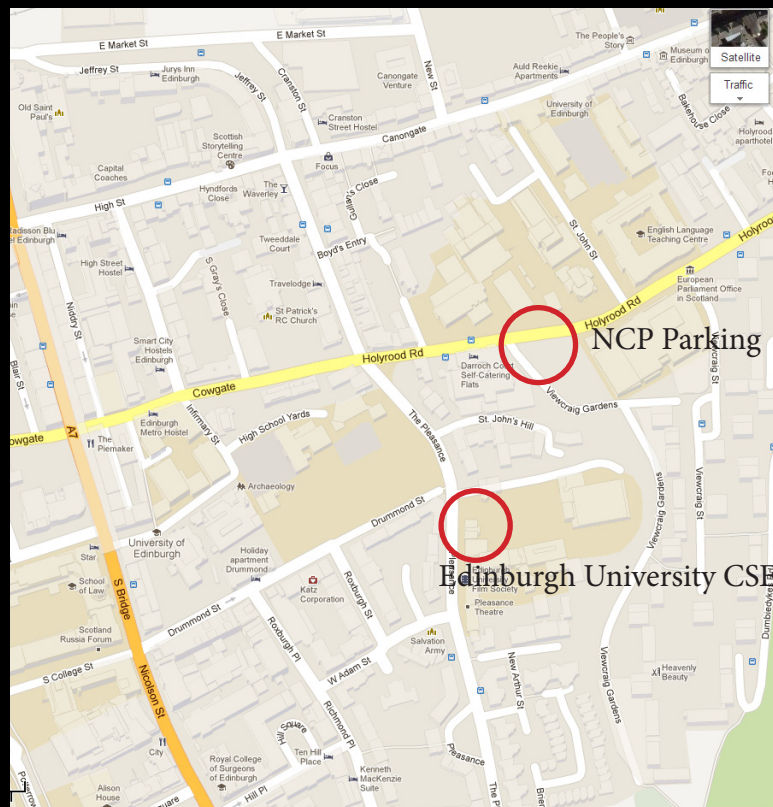 E Market St
E Market St
The People's
Story
Museum of
Edinburgh
Satellite
Traffic
Jeffrey St
Jurys Inn
Edinburgh
Jeffrey St
Cranston St
New St
Canongate
Venture
Auld Reekie
Apartments
Old Saint
Paul's
Cranston
Street Hostel
Canongate
University of
Edinburgh
Bakehouse Close
Holyrood
aparthotel
Scottish
Storytelling
Centre
Focus
Capital
Coaches
Hyndfords
Close
The
Waverley
High St
Gullan's Close
St. John St
Radisson Blu
el Edinburgh
Tweeddale
Court
Boyd's Entry
English Language
Teaching Centre
Holyrood
High Street
Hostel
S Gray's Close
Travelodge
European
Parliament Office
in Scotland
Niddry St
St Patrick's
RC Church
Holyrood Rd
NCP Parking
Smart City
Hostels
Edinburgh
Holyrood Rd
Darroch Court
Self-Catering
Flats
Viewcraig St
Blair St
Cowgate
Viewcraig Gardens
Infirmary St
The Pleasance
St. John's Hill
Edinburgh
Metro Hostel
High School Yards
owgate
A7
The
Piemaker
Archaeology
Viewcraig Gardens
Viewcraig St
Drummond St
University of
Edinburgh
Star
Holiday
apartment
Drummond
Pleasance
Edinburgh University CSE
Edinburgh
University
Film Society
School
of Law
S Bridge
Katz
Corporation
Roxburgh St
Pleasance
Theatre
Drummond St
Scotland
Russia Forum
Roxburgh Pl
Salvation
Army
Dumbiedykes Rd
S College St
W Adam St
New Arthur St
Viewcraig Gardens
Heavenly
Beauty
Nicolson St
Richmond Pl
Hill Square
City
Ten Hill
Place
Pleasance
Royal College
of Surgeons
of Edinburgh
Kenneth
MacKenzie
Suite
Alison
House
Hill Pl
The P